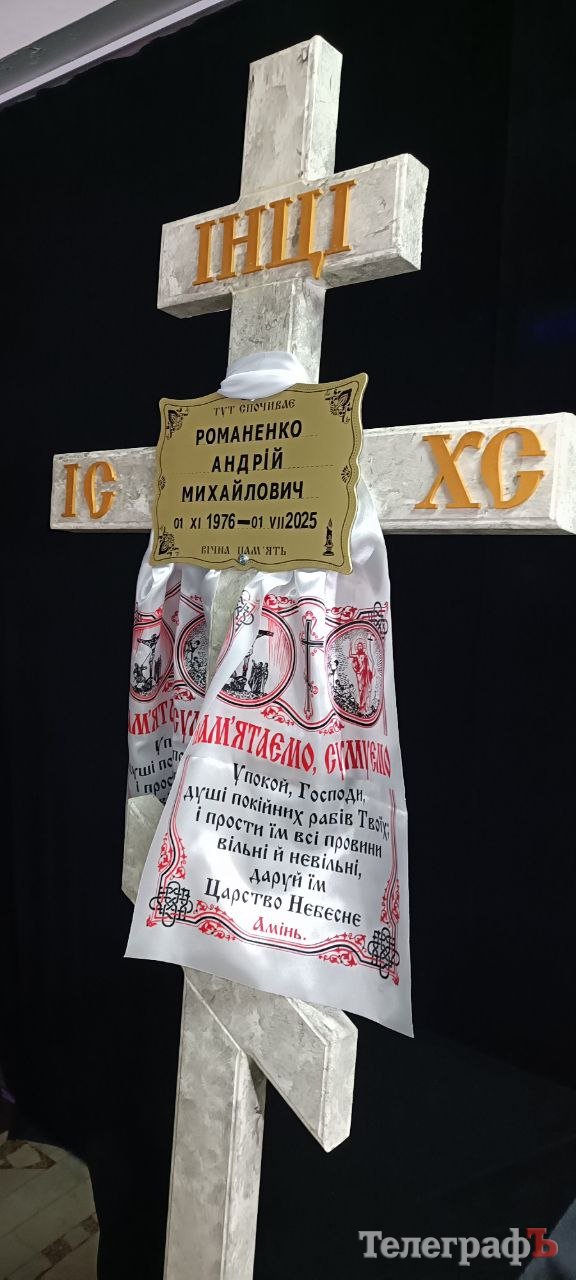 ІНЦІ
ІС ХС
ТУТ СПОЧИВАЄ
РОМАНЕНКО
АНДРІЙ
МИХАЙЛОВИЧ
01 XI 1976—01 VII 2025
ВІЧНА ПАМ'ЯТЬ
ПАМ'ЯТАЄМО, СУМУЄМО
Упокой, Господи,
душі покійних рабів Твоїх,
і прости їм всі провини
вільні й невільні,
даруй їм
Царство Небесне
Амінь.
ТелеграфЪ